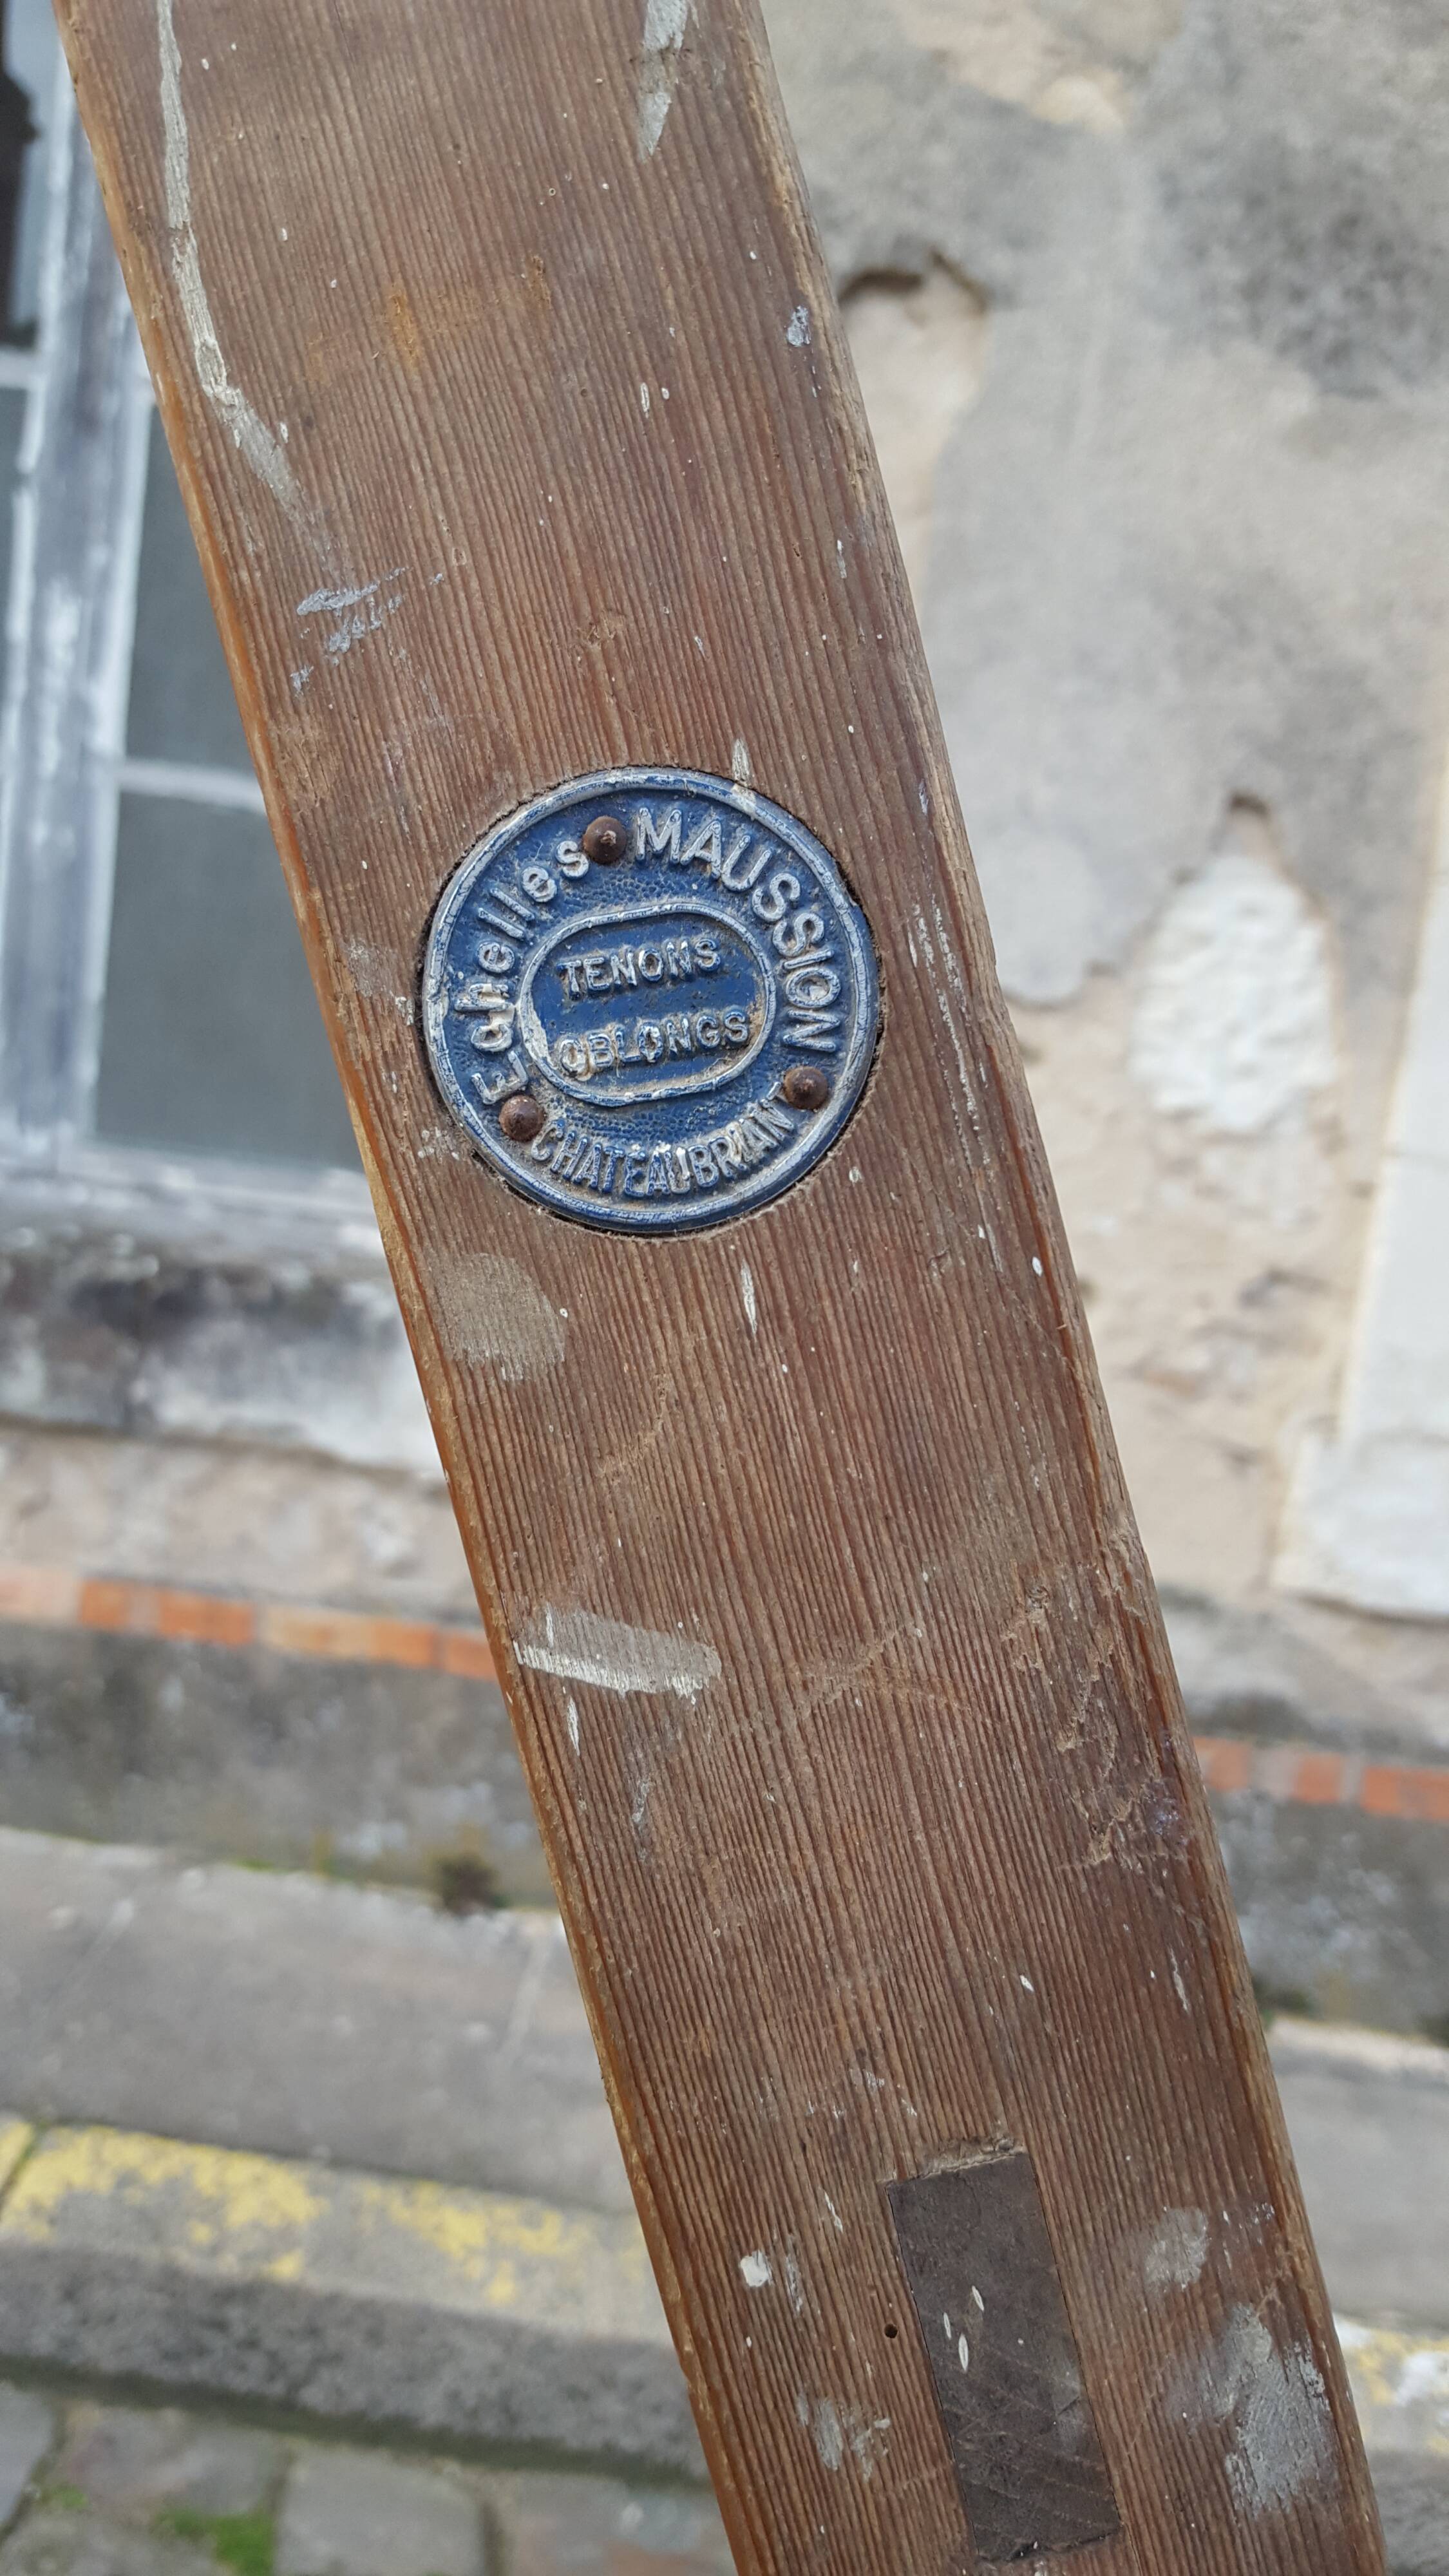 Echelles MAUSSION
TENONS
OBLONGS
CHATEAUBRIANT